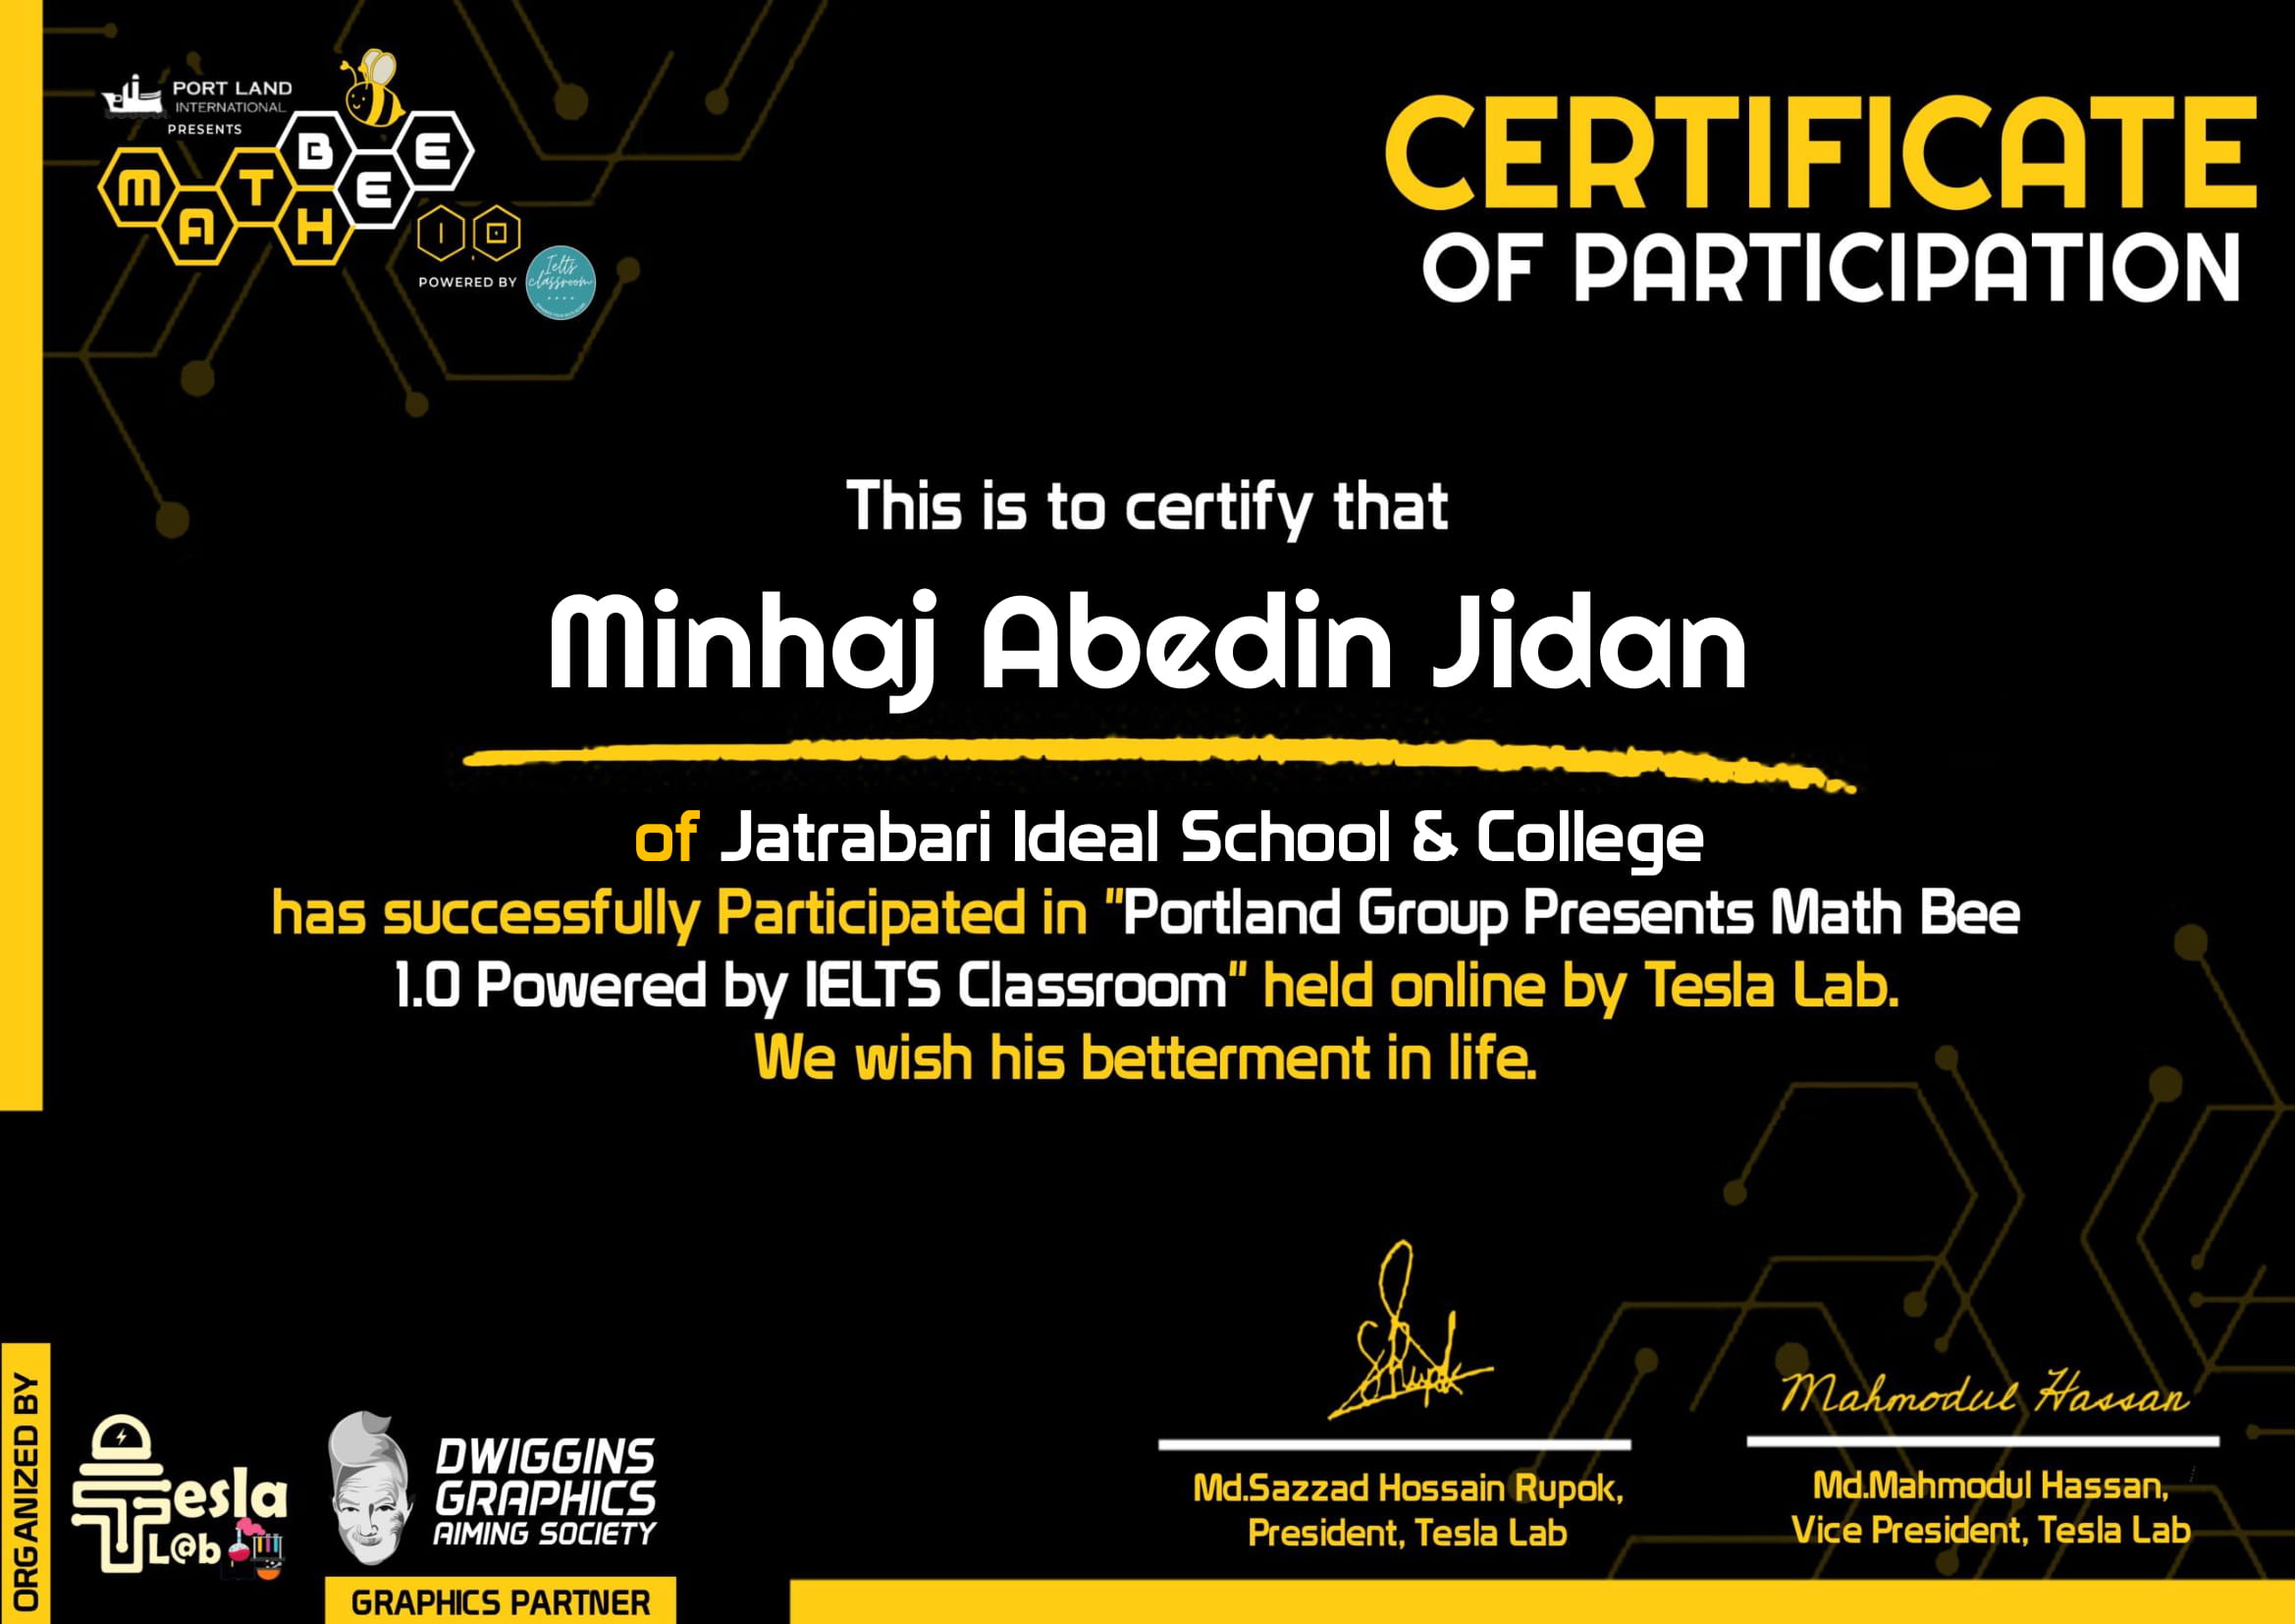 PORT LAND
INTERNATIONAL
PRESENTS
MATH BEE
1.0
POWERED BY
Ielts
classroom
CERTIFICATE
OF PARTICIPATION
This is to certify that
Minhaj Abedin Jidan
of Jatrabari Ideal School & College
has successfully Participated in "Portland Group Presents Math Bee
1.0 Powered by IELTS Classroom" held online by Tesla Lab.
We wish his betterment in life.
ORGANIZED BY
Tesla
L@b
DWIGGINS
GRAPHICS
AIMING SOCIETY
GRAPHICS PARTNER
Md.Sazzad Hossain Rupok,
President, Tesla Lab
Mahmodul Hassan
Md.Mahmodul Hassan,
Vice President, Tesla Lab